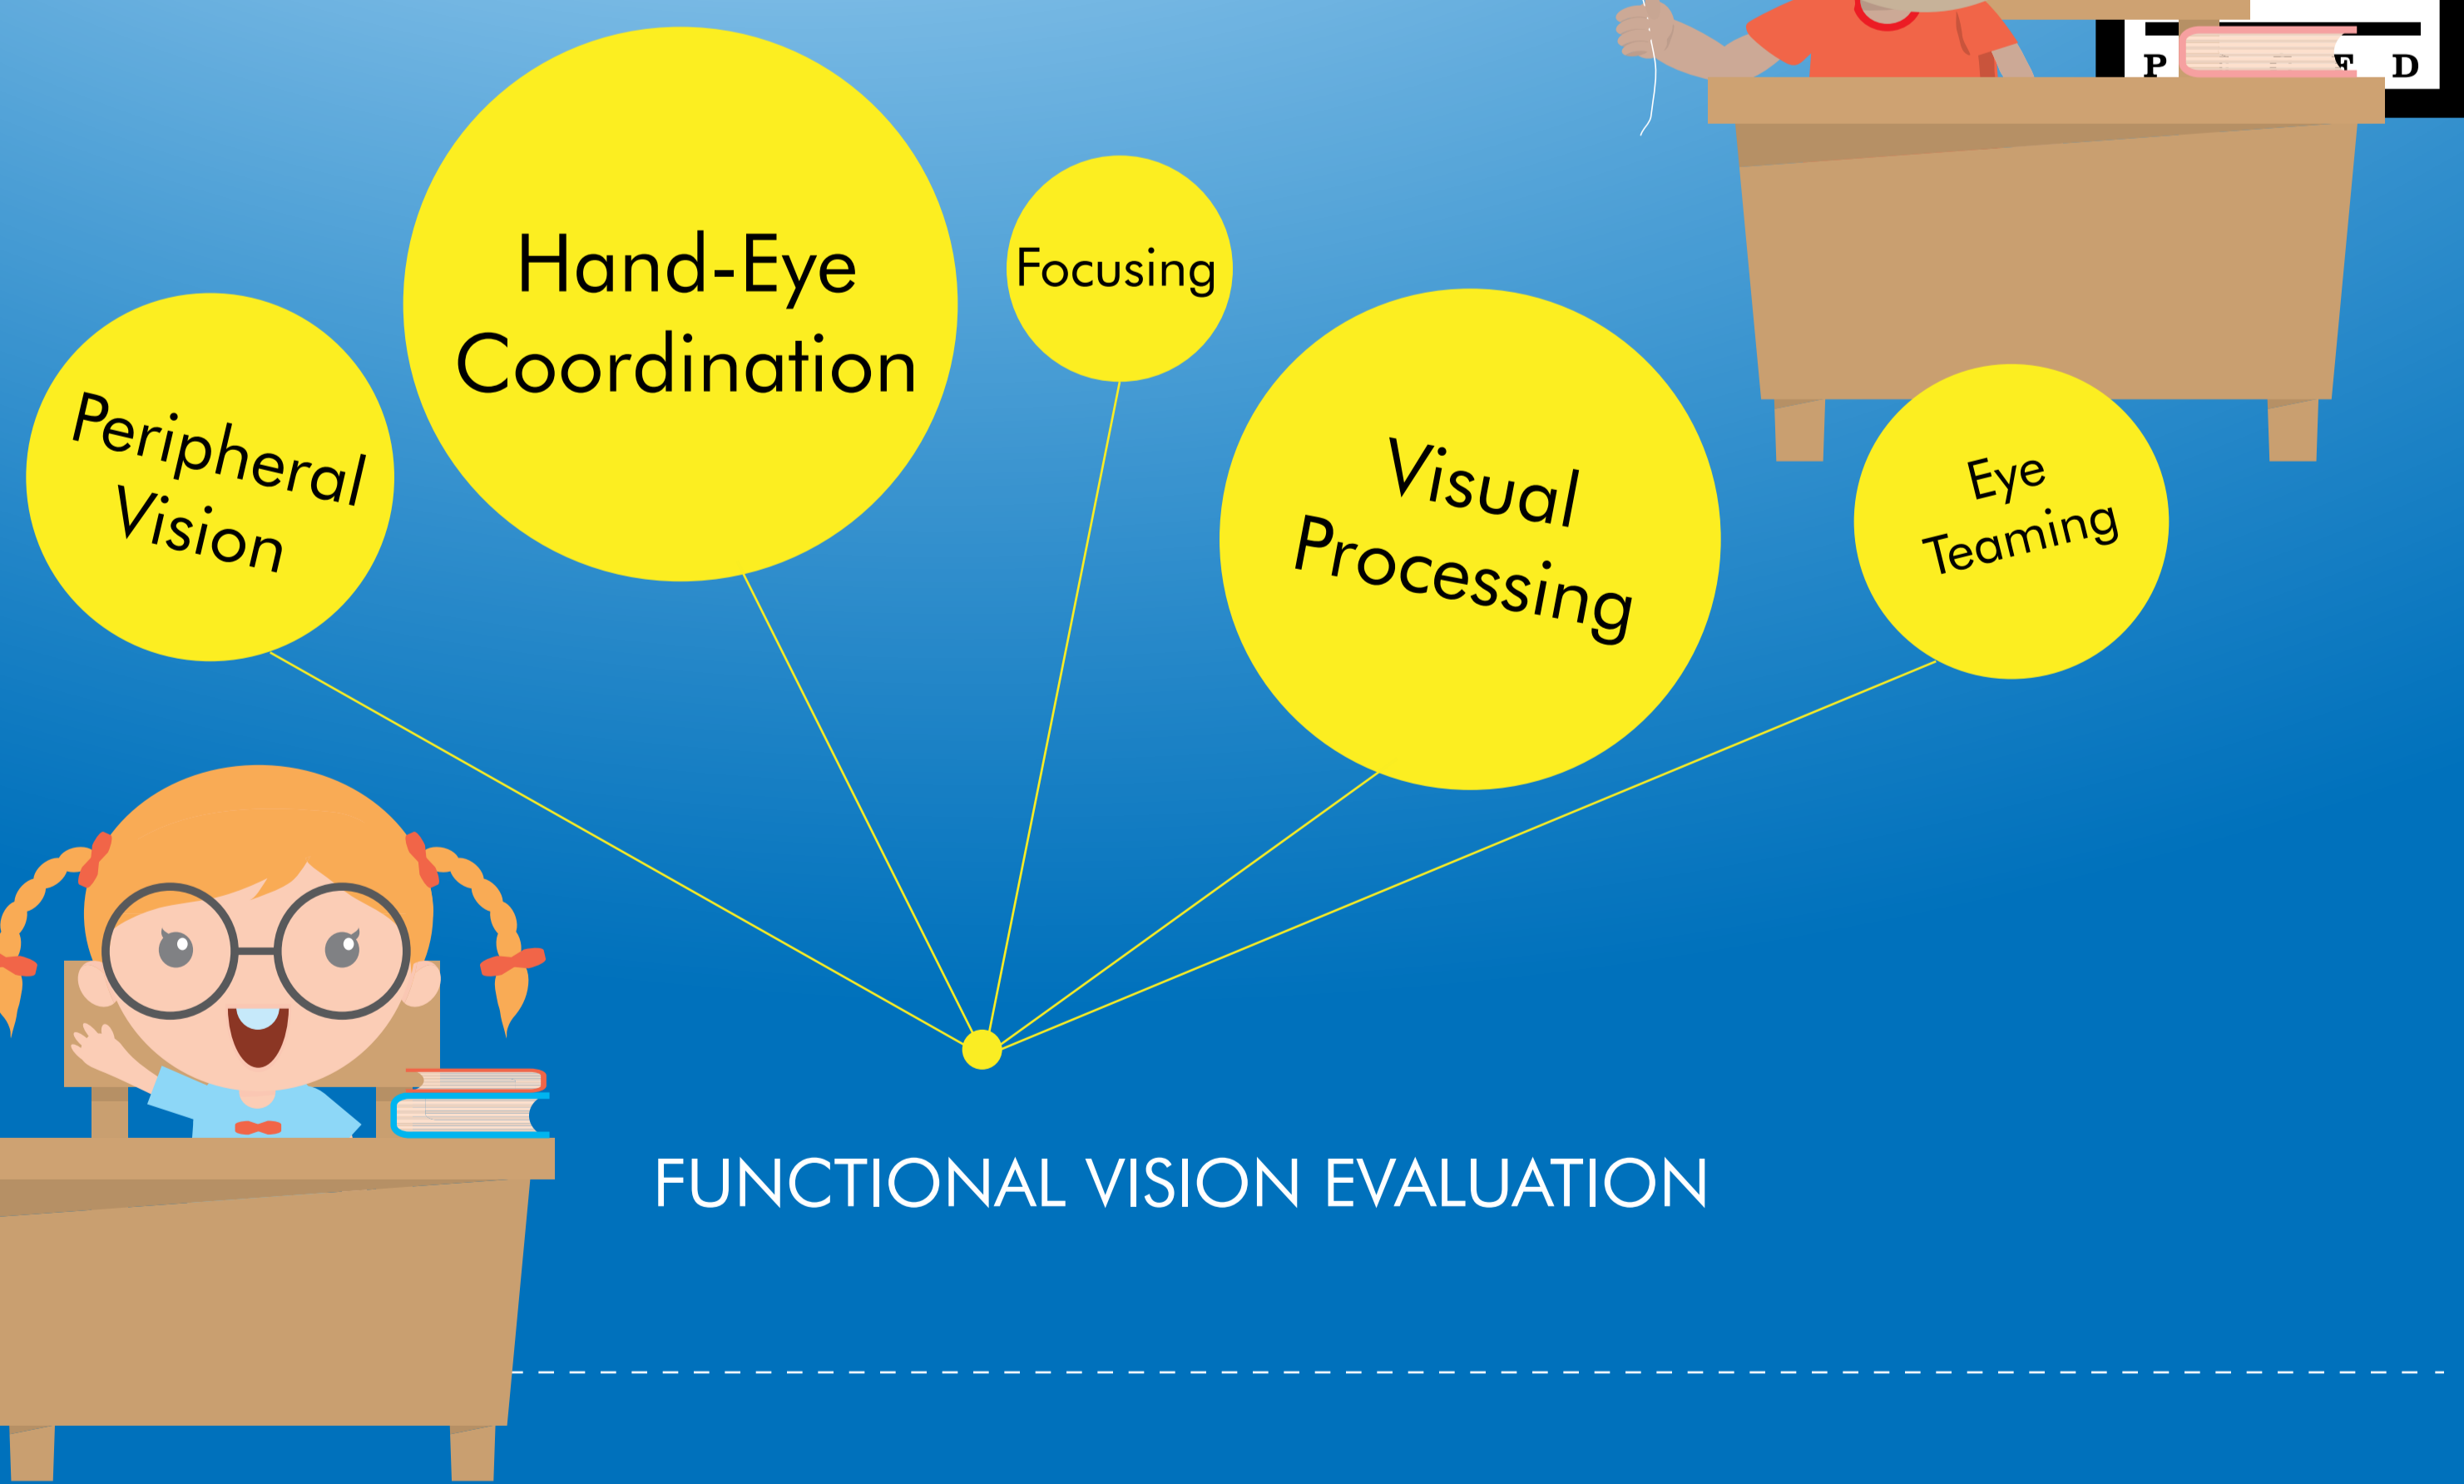 P F D
Hand-Eye
Coordination
Focusing
Peripheral
Vision
Visual
Processing
Eye
Teaming
FUNCTIONAL VISION EVALUATION